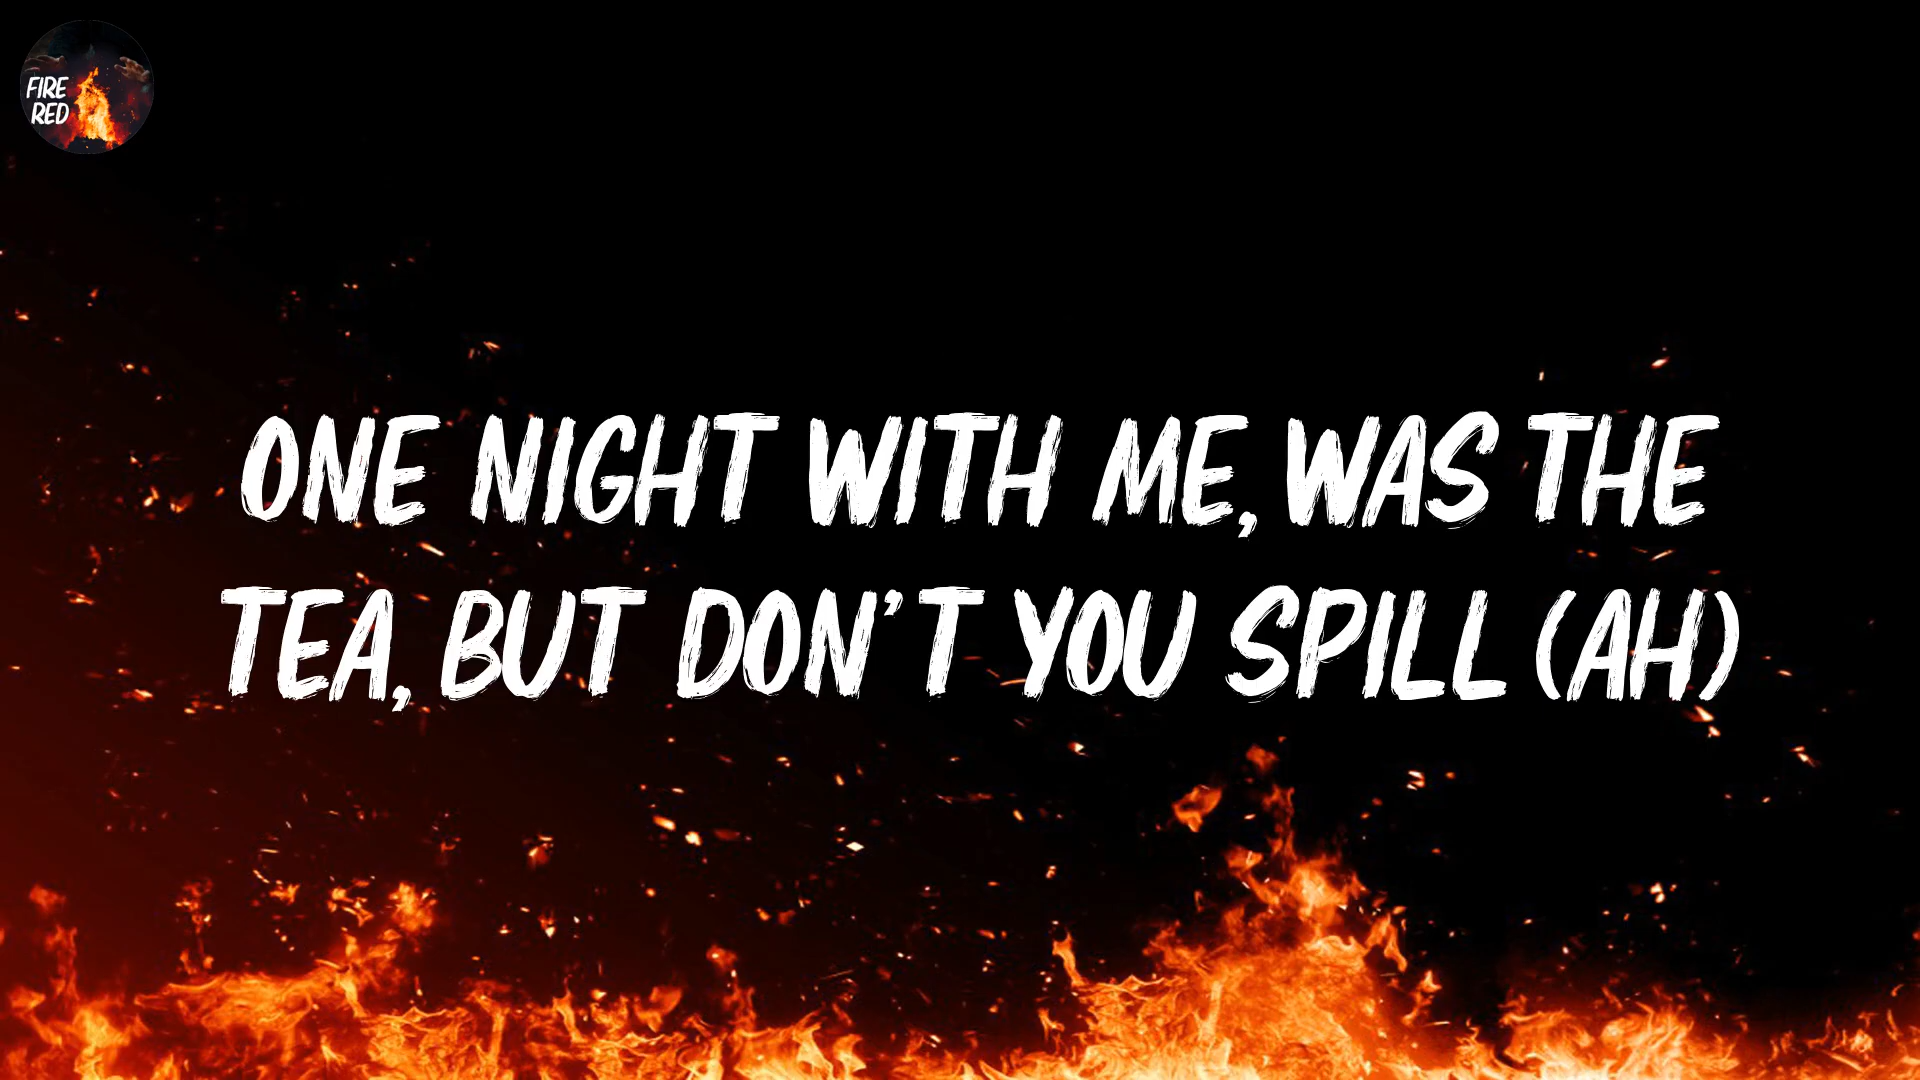 FIRE
RED
ONE NIGHT WITH ME, WAS THE
TEA, BUT DON'T YOU SPILL (AH)